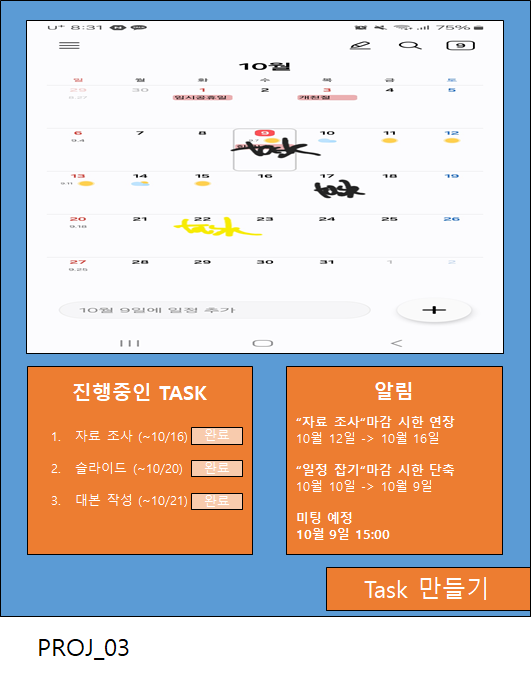 U+ 8:31
75%
9
10월
일 월 화 수 목 금 토
29 30 1 2 3 4 5
8.27 임시공휴일 개천절
6 7 8 9 10 11 12
9.4
task
13 14 15 16 17 18 19
9.11
task
20 21 22 23 24 25 26
9.18
task
27 28 29 30 31 1 2
9.25
10월 9일에 일정 추가
+
진행중인 TASK
1. 자료 조사 (~10/16) 완료
2. 슬라이드 (~10/20) 완료
3. 대본 작성 (~10/21) 완료
알림
“자료 조사”마감 시한 연장
10월 12일 -> 10월 16일
“일정 잡기”마감 시한 단축
10월 10일 -> 10월 9일
미팅 예정
10월 9일 15:00
Task 만들기
PROJ_03